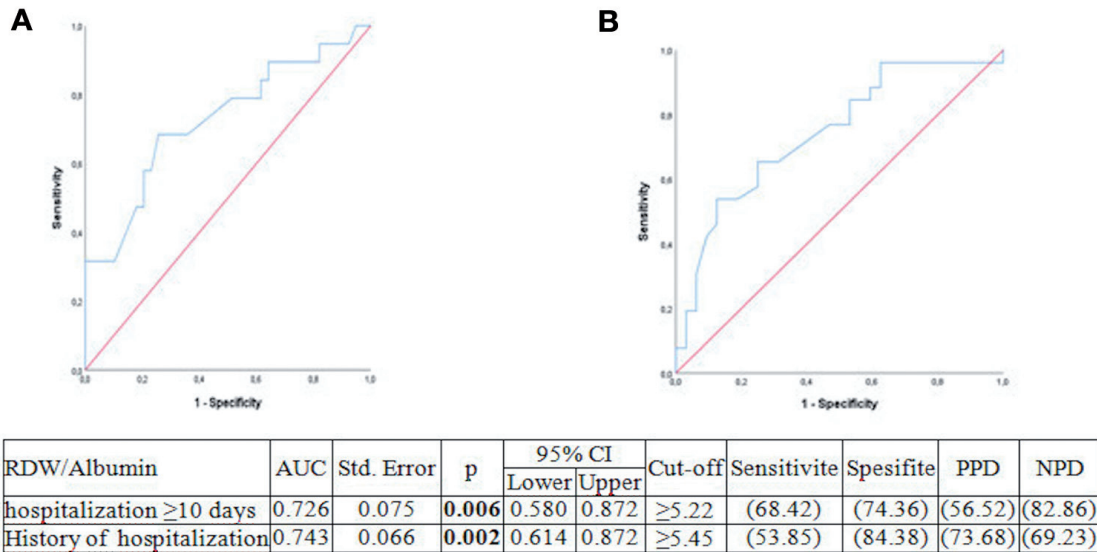 A
B
1,0
0,8
0,6
0,4
0,2
0,0
Sensitivity
0,0 0,2 0,4 0,6 0,8 1,0
1 - Specificity
1,0
0,8
0,6
0,4
0,2
0,0
Sensitivity
0,0 0,2 0,4 0,6 0,8 1,0
1 - Specificity
RDW/Albumin AUC Std. Error p 95% CI Lower Upper Cut-off Sensitivite Spesifite PPD NPD
hospitalization ≥10 days 0.726 0.075 0.006 0.580 0.872 ≥5.22 (68.42) (74.36) (56.52) (82.86)
History of hospitalization 0.743 0.066 0.002 0.614 0.872 ≥5.45 (53.85) (84.38) (73.68) (69.23)